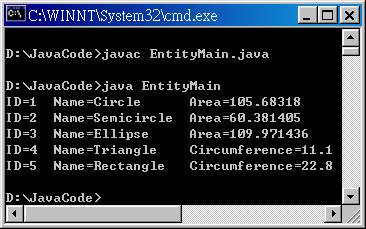 C:\WINNT\System32\cmd.exe
D:\JavaCode>javac EntityMain.java
D:\JavaCode>java EntityMain
ID=1  Name=Circle      Area=105.68318
ID=2  Name=Semicircle  Area=60.381405
ID=3  Name=Ellipse     Area=109.971436
ID=4  Name=Triangle    Circumference=11.1
ID=5  Name=Rectangle   Circumference=22.8
D:\JavaCode>